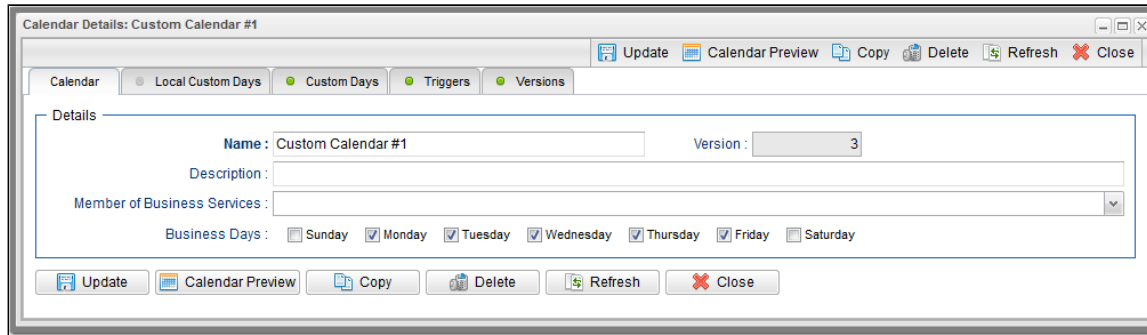 Calendar Details: Custom Calendar #1
Update Calendar Preview Copy Delete Refresh Close
Calendar Local Custom Days Custom Days Triggers Versions
Details
Name : Custom Calendar #1 Version : 3
Description :
Member of Business Services :
Business Days : Sunday Monday Tuesday Wednesday Thursday Friday Saturday
Update Calendar Preview Copy Delete Refresh Close